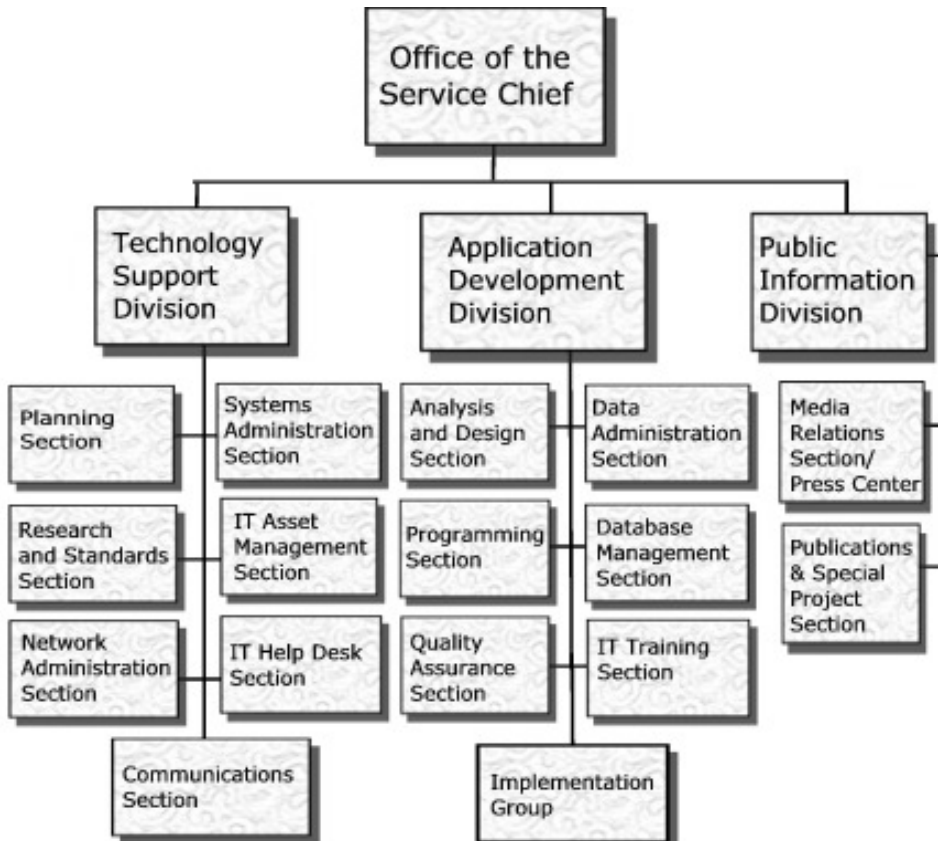 Office of the
Service Chief
Technology
Support
Division
Application
Development
Division
Public
Information
Division
Planning
Section
Systems
Administration
Section
Analysis
and Design
Section
Data
Administration
Section
Media
Relations
Section/
Press Center
Research
and Standards
Section
IT Asset
Management
Section
Programming
Section
Database
Management
Section
Publications
& Special
Project
Section
Network
Administration
Section
IT Help Desk
Section
Quality
Assurance
Section
IT Training
Section
Communications
Section
Implementation
Group